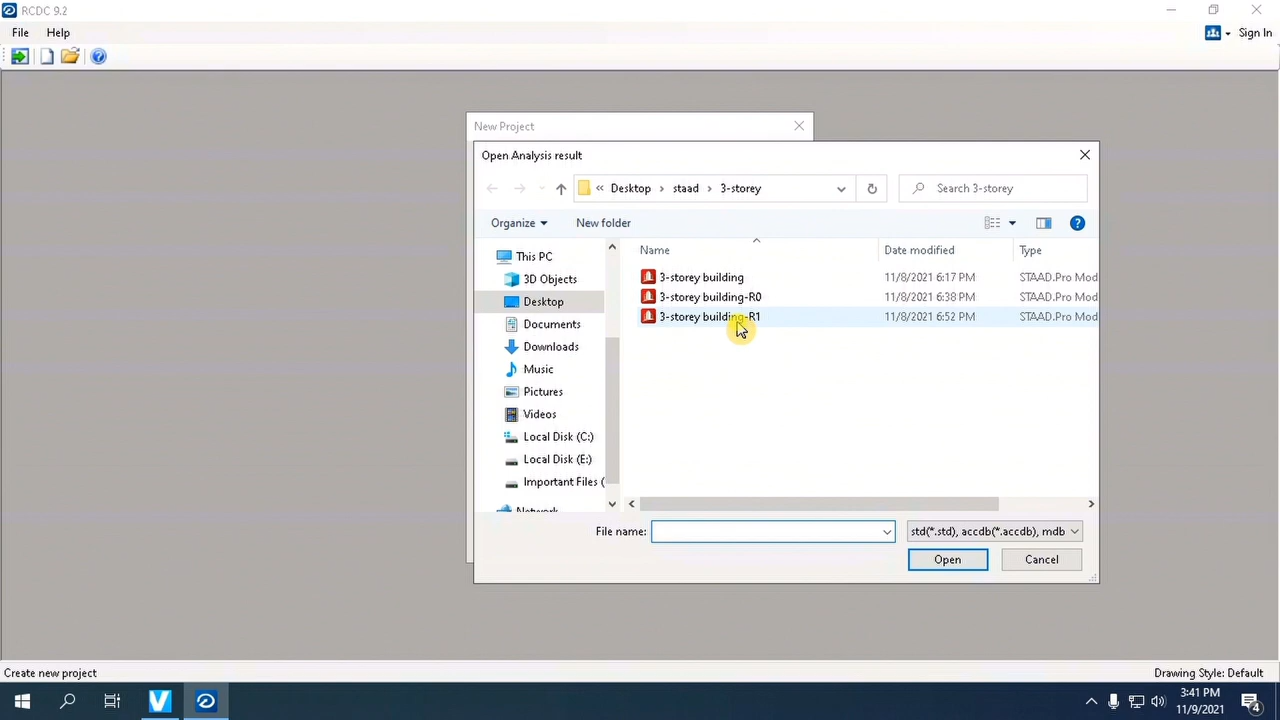 RCDC 9.2
File Help Sign In
New Project
Open Analysis result
« Desktop › staad › 3-storey Search 3-storey
Organize New folder
Name Date modified Type
This PC
3D Objects
Desktop
Documents
Downloads
Music
Pictures
Videos
Local Disk (C:)
Local Disk (E:)
Important Files (
3-storey building 11/8/2021 6:17 PM STAAD.Pro Mod
3-storey building-R0 11/8/2021 6:38 PM STAAD.Pro Mod
3-storey building-R1 11/8/2021 6:52 PM STAAD.Pro Mod
Network
File name: std(*.std), accdb(*.accdb), mdb
Open Cancel
Create new project Drawing Style: Default
3:41 PM
11/9/2021
4